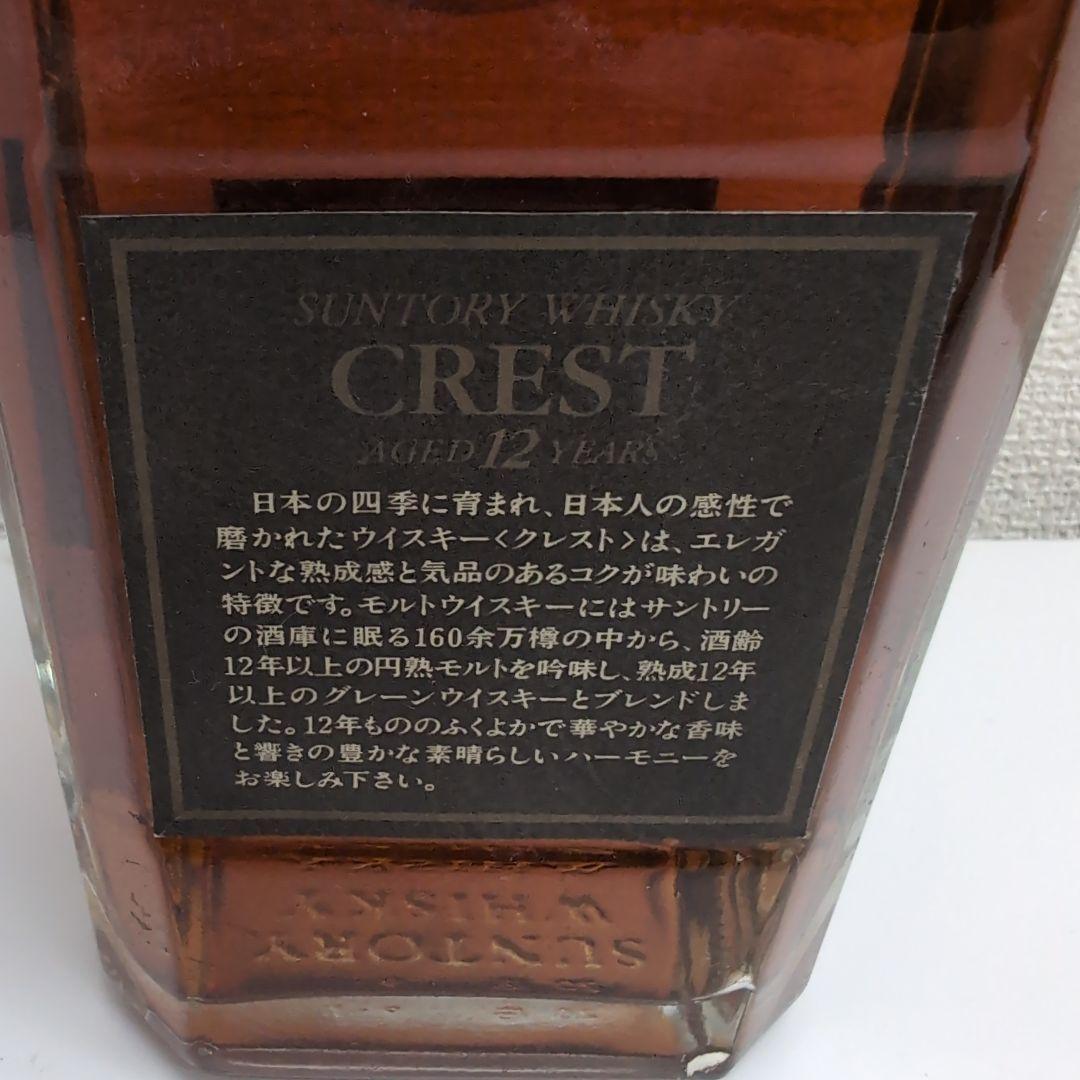 SUNTORY WHISKY
CREST
AGED 12 YEARS
日本の四季に育まれ、日本人の感性で
磨かれたウイスキー〈クレスト〉は、エレガ
ントな熟成感と気品のあるコクが味わいの
特徴です。モルトウイスキーにはサントリー
の酒庫に眠る160余万樽の中から、酒齢
12年以上の円熟モルトを吟味し、熟成12年
以上のグレーンウイスキーとブレンドしま
した。12年もののふくよかで華やかな香味
と響きの豊かな素晴らしいハーモニーを
お楽しみ下さい。
WHISKY
SUNTORY